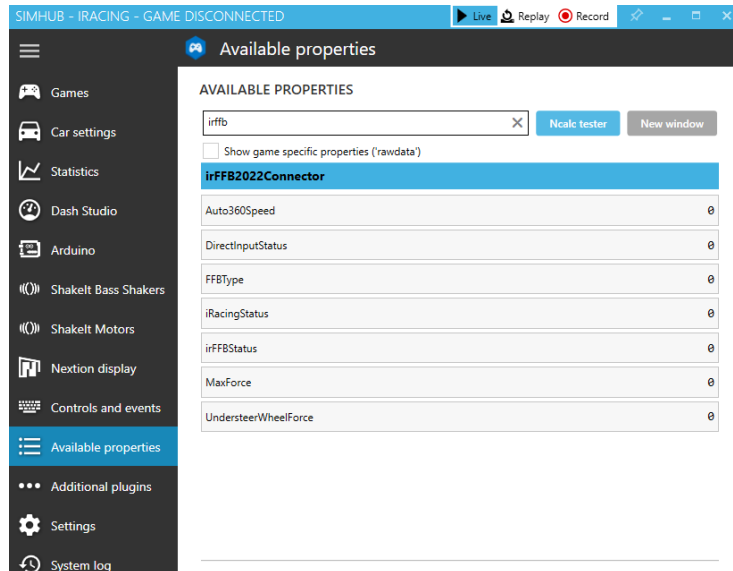 SIMHUB - IRACING - GAME DISCONNECTED
Live Replay Record
Available properties
Games
Car settings
Statistics
Dash Studio
Arduino
ShakeIt Bass Shakers
ShakeIt Motors
Nextion display
Controls and events
Available properties
Additional plugins
Settings
System log
AVAILABLE PROPERTIES
irffb
Ncalc tester
New window
Show game specific properties ('rawdata')
irFFB2022Connector
Auto360Speed 0
DirectInputStatus 0
FFBType 0
iRacingStatus 0
irFFBStatus 0
MaxForce 0
UndersteerWheelForce 0